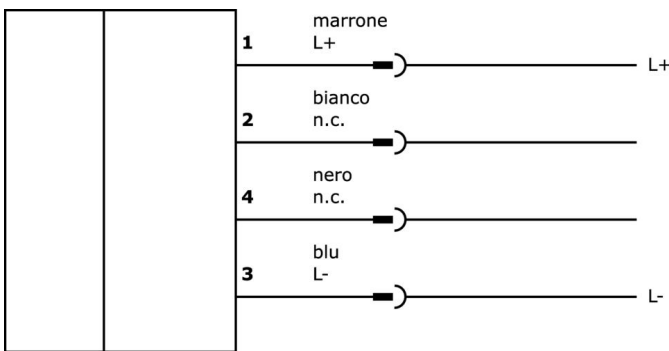 marrone
1 L+
L+
bianco
2 n.c.
nero
4 n.c.
blu
3 L-
L-